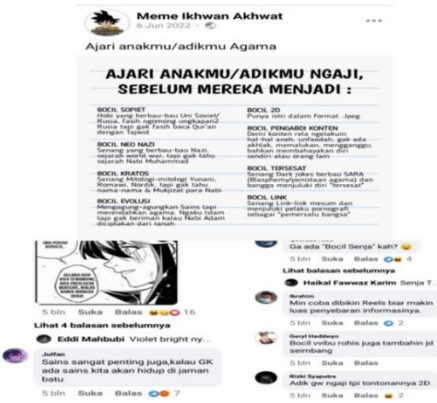 Meme Ikhwan Akhwat
6 Jun 2022
Ajari anakmu/adikmu Agama
AJARI ANAKMU/ADIKMU NGAJI,
SEBELUM MEREKA MENJADI :
BOCIL SOPIET
Hobi yang berbau-bau Uni Soviet/
Rusia, fasih ngomong ungkapan2
Rusia tapi gak fasih baca Qur'an
dengan Tajwid
BOCIL NEO NAZI
Senang yang berbau-bau Nazi,
sejarah world war, tapi gak tahu
sejarah Nabi Muhammad
BOCIL KRATOS
Senang Mitologi-mitologi Yunani,
Romawi, Nordik, tapi gak tahu
nama-nama & Mukjizat para Nabi
BOCIL EVOLUSI
Mengagung-agungkan Sains tapi
merendahkan agama. Ngaku Islam
tapi gak beriman kalau Nabi Adam
diciptakan dari tanah
BOCIL 2D
Punya istri dalam format .Jpeg
BOCIL PENGABDI KONTEN
Demi konten rela ngelakuin
hal-hal aneh, unfaedah, gak ada
akhlak, memalukan, mengganggu,
bahkan membahayakan diri
sendiri atau orang lain
BOCIL TERSESAT
Senang Dark jokes berbau SARA
(Blasphemy/penistaan agama) dan
bangga menjuluki diri "tersesat"
BOCIL LINK
Senang Link-link mesum dan
menjuluki pelaku pornografi
sebagai "pemersatu bangsa"
5 bln Suka Balas 16
Lihat 4 balasan sebelumnya
Eddi Mahbubi Violet bright ny...
Julfan
Sains sangat penting juga,kalau GK
ada sains kita akan hidup di jaman
batu
5 bln Suka Balas 7
Ga ada "Bocil Senja" kah?
5 bln Suka Balas 4
Lihat balasan sebelumnya
Haikal Fawwaz Karim Senja T...
Ibrahim
Min coba dibikin Reels biar makin
luas penyebaran informasinya.
5 bln Suka Balas 2
Geryl Heddwyn
Bocil vvibu rohis juga tambahin jd
seimbang
5 bln Suka Balas
Rizki Syaputra
Adik gw ngaji tpi tontonannya 2D
5 bln Suka Balas 2